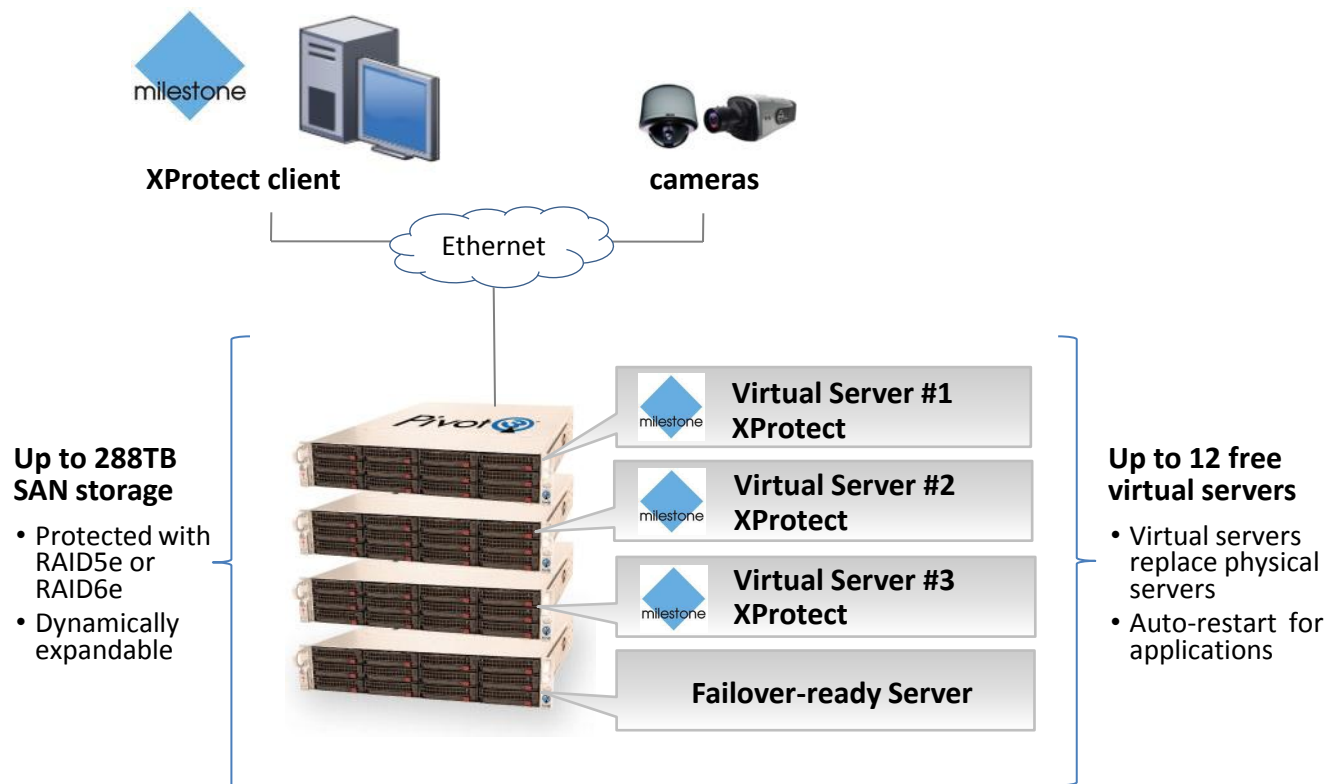 milestone
XProtect client
cameras
Ethernet
Pivot3
Up to 288TB
SAN storage
• Protected with
RAID5e or
RAID6e
• Dynamically
expandable
milestone
Virtual Server #1
XProtect
milestone
Virtual Server #2
XProtect
milestone
Virtual Server #3
XProtect
Failover-ready Server
Up to 12 free
virtual servers
• Virtual servers
replace physical
servers
• Auto-restart for
applications